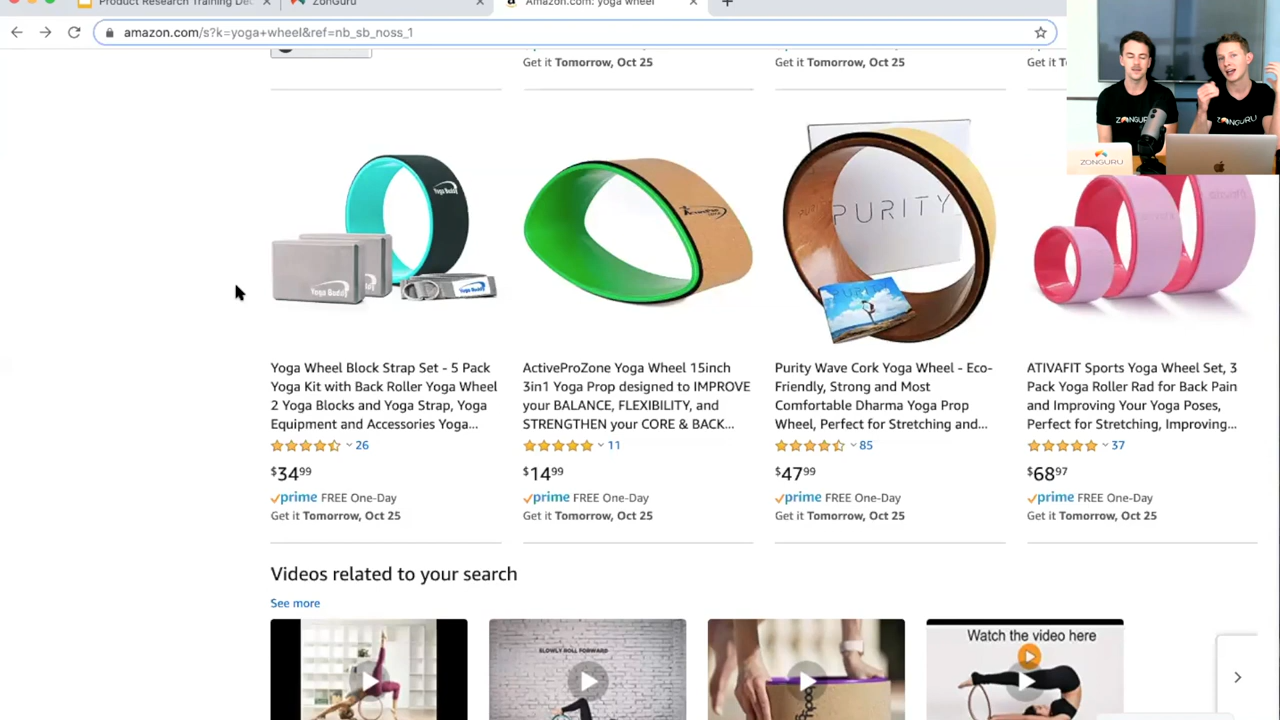 Product Research Training De
ZonGuru
Amazon.com: yoga wheel
amazon.com/s?k=yoga+wheel&ref=nb_sb_noss_1
Get it Tomorrow, Oct 25
Get it Tomorrow, Oct 25
Get it
ZONGURU
Yoga Buddy
Yoga Buddy
Yoga Buddy
PURITY
PURITY
Yoga Wheel Block Strap Set - 5 Pack
Yoga Kit with Back Roller Yoga Wheel
2 Yoga Blocks and Yoga Strap, Yoga
Equipment and Accessories Yoga...
26
$34.99
prime FREE One-Day
Get it Tomorrow, Oct 25
ActiveProZone Yoga Wheel 15inch
3in1 Yoga Prop designed to IMPROVE
your BALANCE, FLEXIBILITY, and
STRENGTHEN your CORE & BACK...
11
$14.99
prime FREE One-Day
Get it Tomorrow, Oct 25
Purity Wave Cork Yoga Wheel - Eco-
Friendly, Strong and Most
Comfortable Dharma Yoga Prop
Wheel, Perfect for Stretching and...
85
$47.99
prime FREE One-Day
Get it Tomorrow, Oct 25
ATIVAFIT Sports Yoga Wheel Set, 3
Pack Yoga Roller Rad for Back Pain
and Improving Your Yoga Poses,
Perfect for Stretching, Improving...
37
$68.97
prime FREE One-Day
Get it Tomorrow, Oct 25
Videos related to your search
See more
SLOWLY ROLL FORWARD
Watch the video here